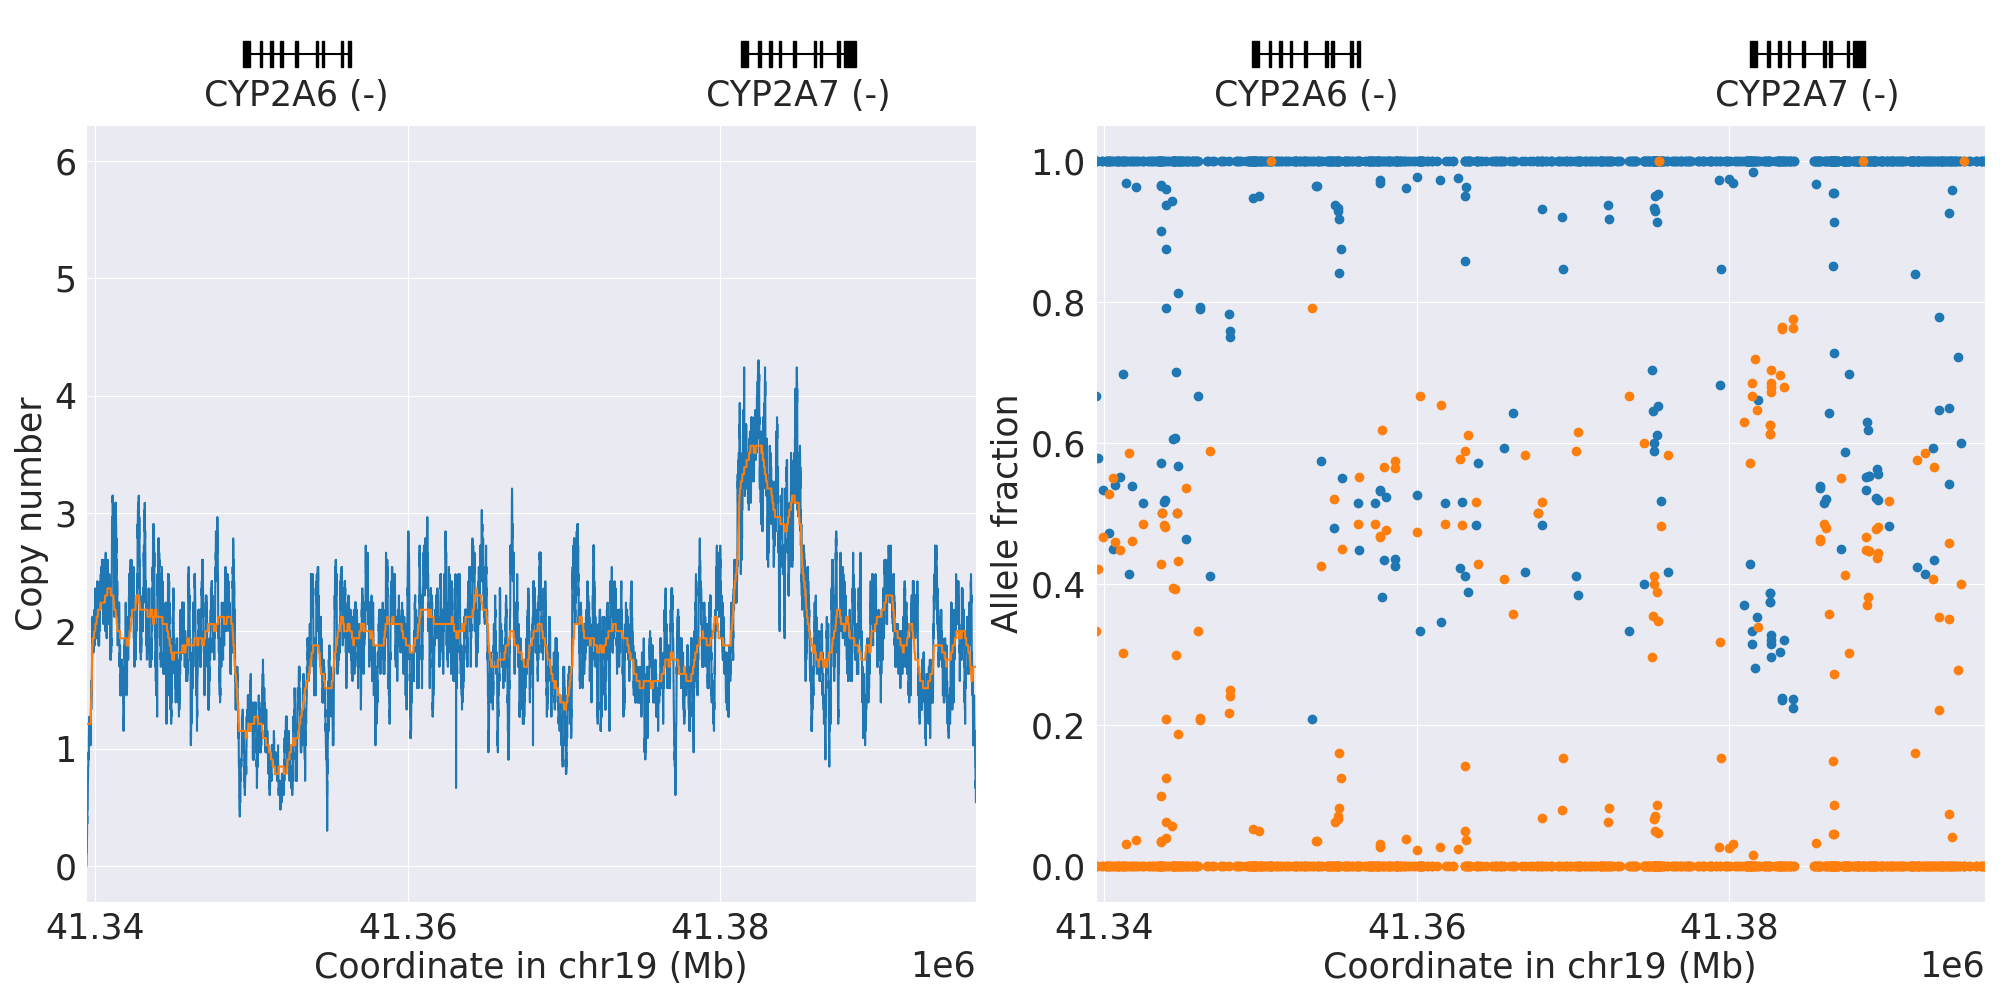 CYP2A6 (-)
CYP2A7 (-)
6
5
4
3
2
1
0
Copy number
41.34
41.36
41.38
Coordinate in chr19 (Mb)
1e6
CYP2A6 (-)
CYP2A7 (-)
1.0
0.8
0.6
0.4
0.2
0.0
Allele fraction
41.34
41.36
41.38
Coordinate in chr19 (Mb)
1e6